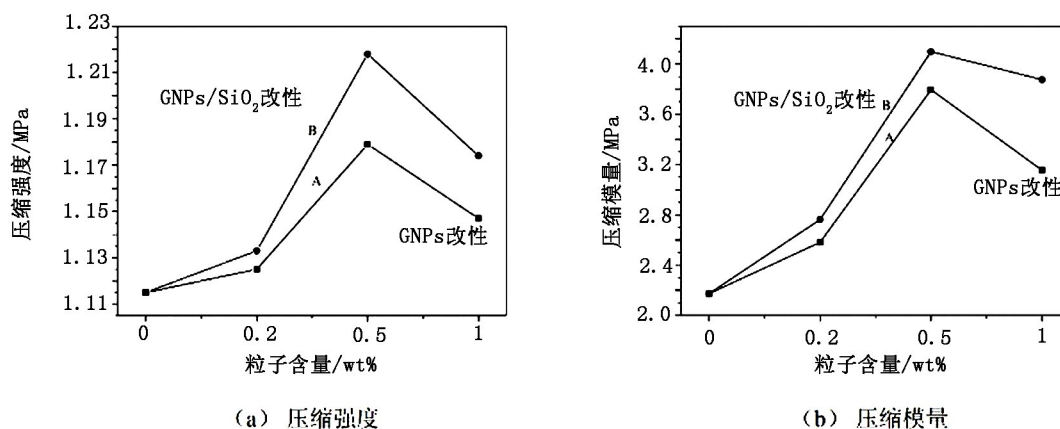 1.23
1.21
1.19
1.17
1.15
1.13
1.11
压缩强度/MPa
GNPs/SiO₂改性
B
A
GNPs改性
0 0.2 0.5 1
粒子含量/wt%
(a) 压缩强度
4.0
3.6
3.2
2.8
2.4
2.0
压缩模量/MPa
GNPs/SiO₂改性
B
A
GNPs改性
0 0.2 0.5 1
粒子含量/wt%
(b) 压缩模量